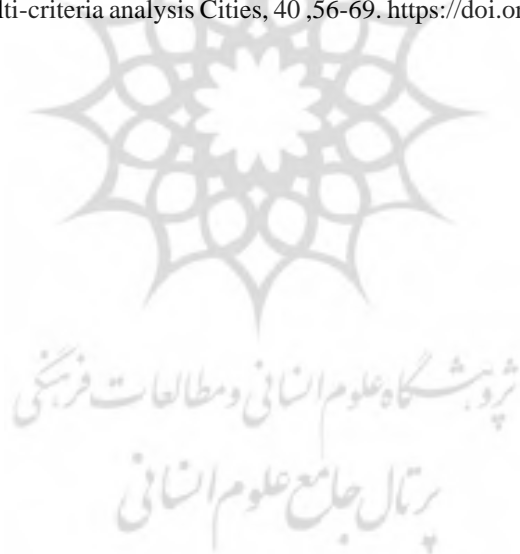 lti-criteria analysis Cities, 40 ,56-69. https://doi.or
پژوهشگاه علوم انسانی و مطالعات فرهنگی
پرتال جامع علوم انسانی